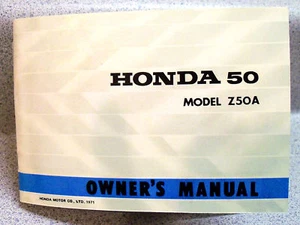 HONDA 50
MODEL Z50A
OWNER'S MANUAL
HONDA MOTOR CO., LTD. 1971